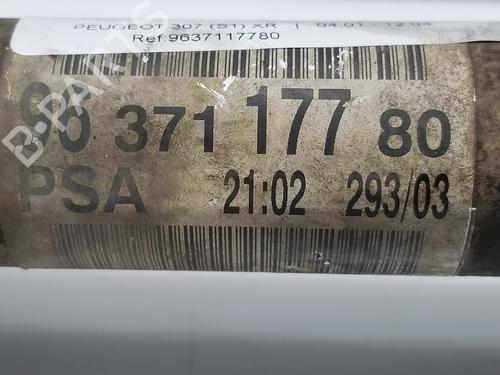 PEUGEOT 307 (S1) XR | 04.01 - 12.04
Ref:9637117780
96 371 177 80
PSA 21:02 293/03
B-PARTS